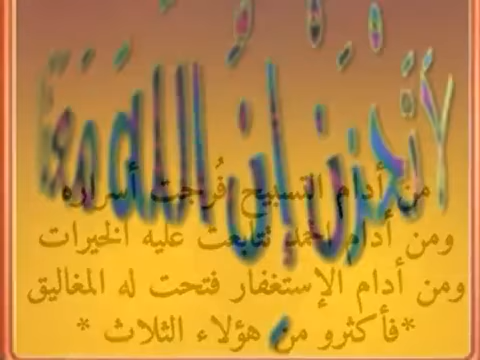 لا تحزن إن الله معنا
من أدام التسبيح فُرجت أسراره
ومن أدام الحمد تتابعت عليه الخيرات
ومن أدام الإستغفار فتحت له المغاليق
*فأكثرو من هؤلاء الثلاث *